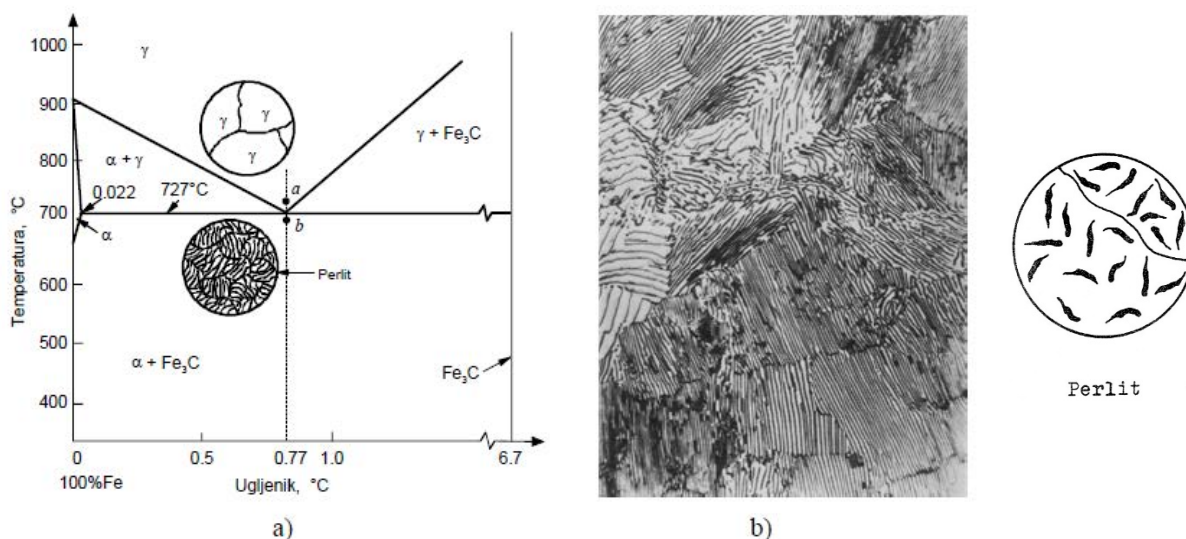 1000
γ
900
γ
γ
γ
γ + Fe₃C
800
α + γ
0.022
727°C
a
700
b
α
Temperatura, °C
600
Perlit
500
α + Fe₃C
Fe₃C
400
0
0.5
0.77
1.0
6.7
100%Fe
Ugljenik, °C
a)
b)
Perlit